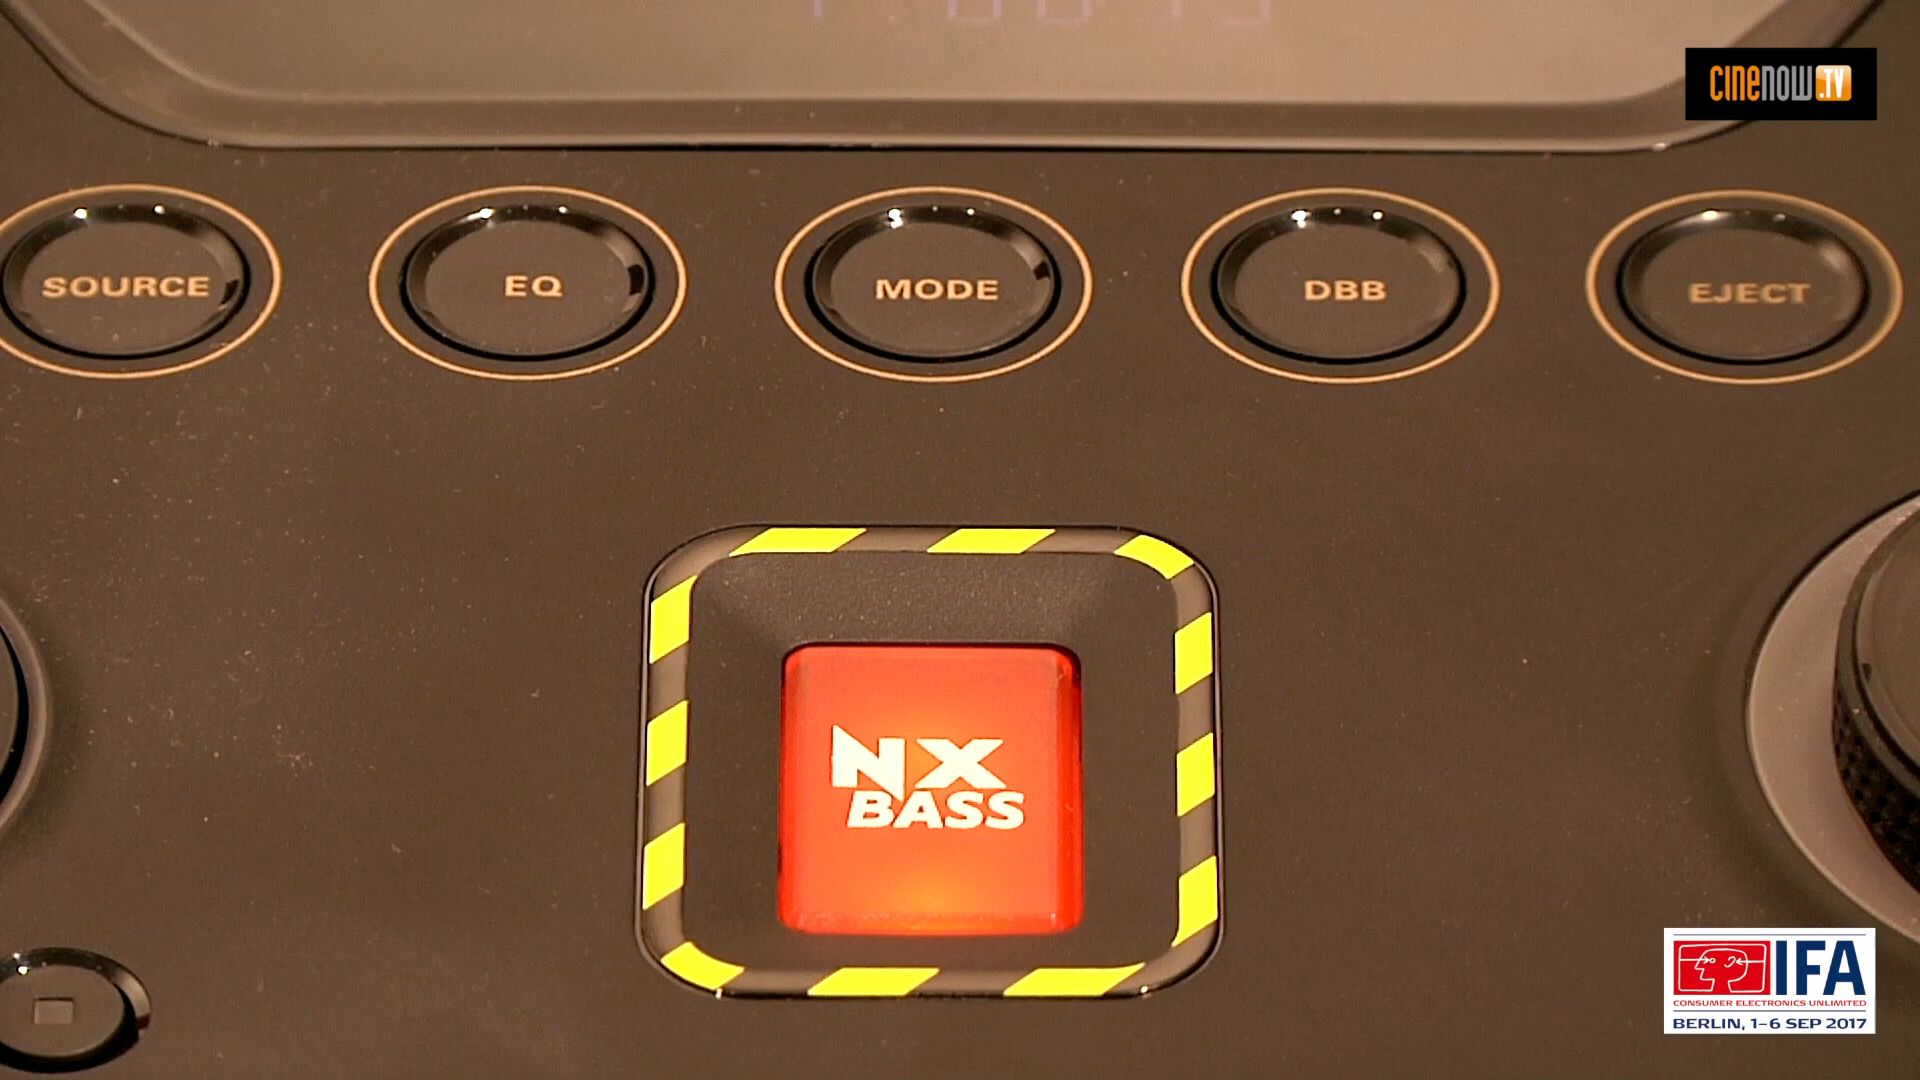 cinenow.TV
SOURCE
EQ
MODE
DBB
EJECT
NX
BASS
IFA
CONSUMER ELECTRONICS UNLIMITED
BERLIN, 1-6 SEP 2017